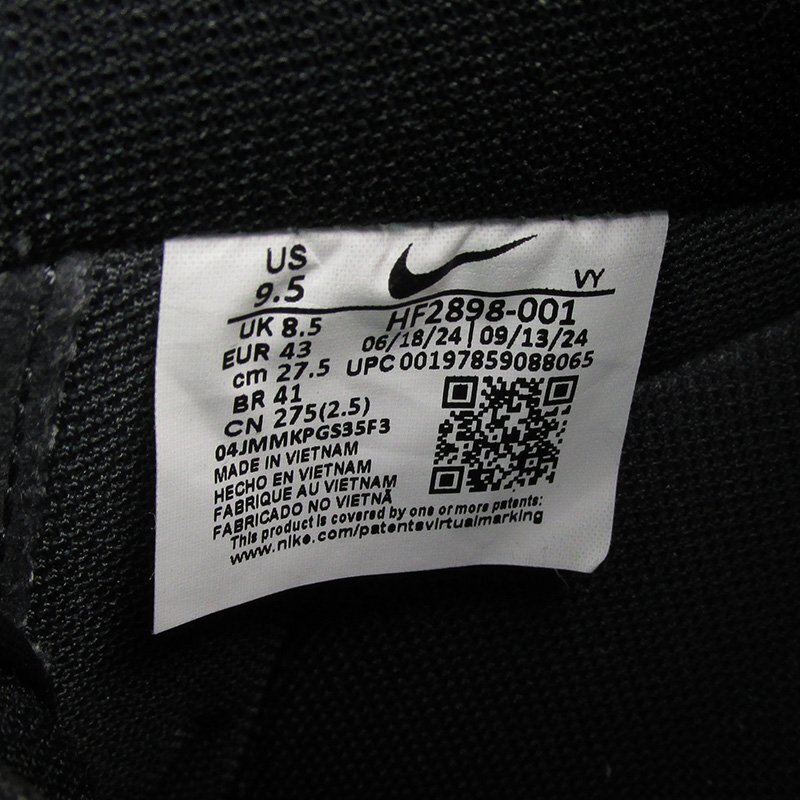 US
9.5
VY
UK 8.5
HF2898-001
EUR 43
06/18/24 | 09/13/24
cm 27.5
UPC 00197859088065
BR 41
CN 275(2.5)
04JMMKPGS35F3
MADE IN VIETNAM
HECHO EN VIETNAM
FABRIQUE AU VIETNAM
FABRICADO NO VIETNÃ
This product is covered by one or more patents:
www.nike.com/patentsvirtualmarking